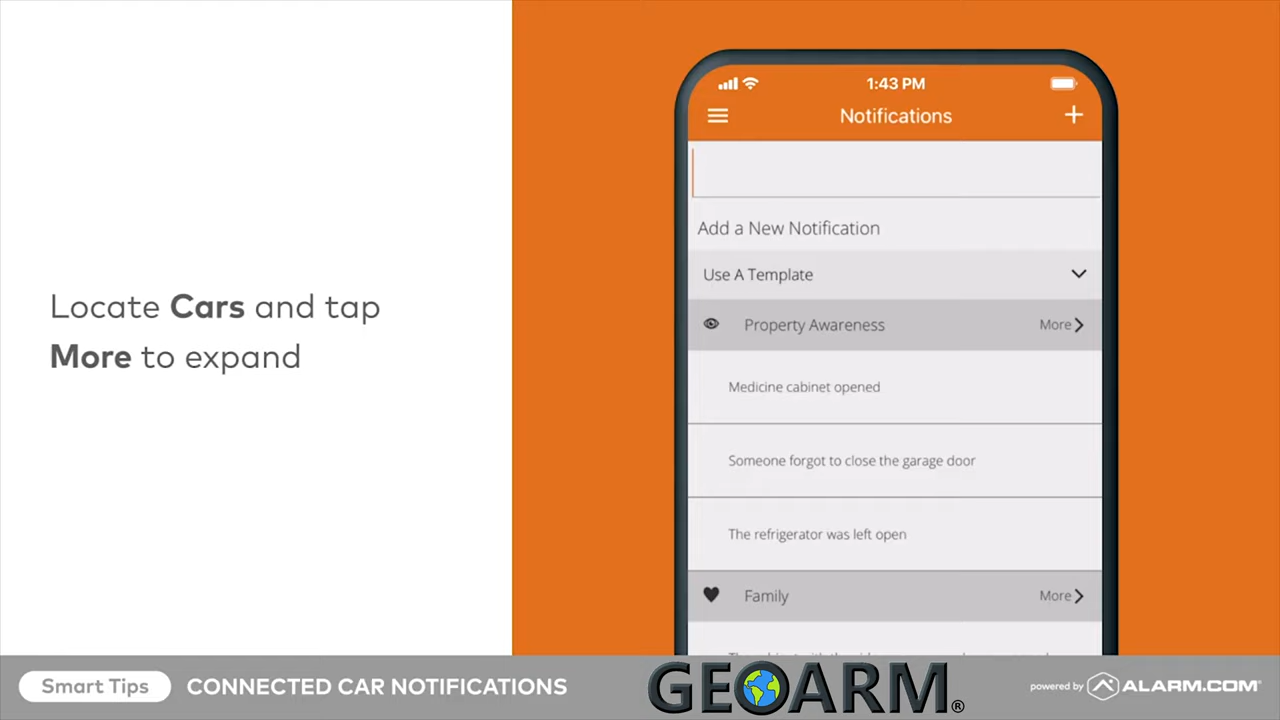 Locate Cars and tap
More to expand
1:43 PM
Notifications
Add a New Notification
Use A Template
Property Awareness More
Medicine cabinet opened
Someone forgot to close the garage door
The refrigerator was left open
Family More
Smart Tips CONNECTED CAR NOTIFICATIONS
GEOARM®
powered by ALARM.COM®